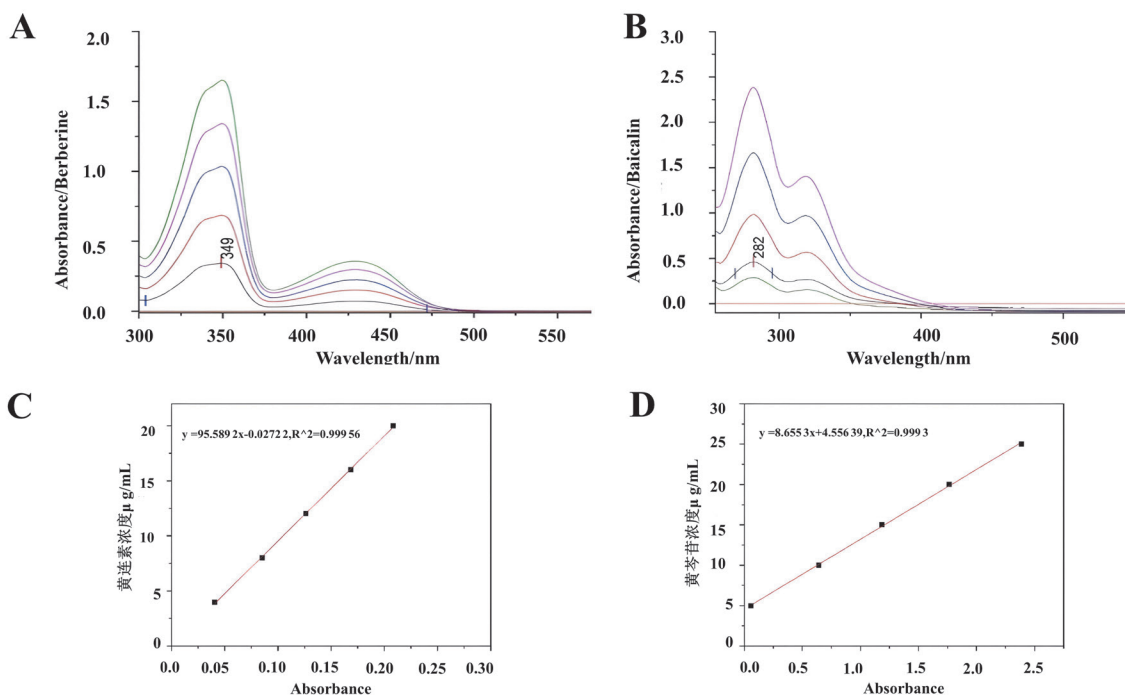 A
2.0
1.5
1.0
0.5
0.0
Absorbance/Berberine
349
300 350 400 450 500 550
Wavelength/nm
B
3.0
2.5
2.0
1.5
1.0
0.5
0.0
Absorbance/Baicalin
282
300 400 500
Wavelength/nm
C
20
15
10
5
0
黄连素浓度μ g/mL
y =95.589 2x-0.0272 2,R^2=0.999 56
0.0 0.05 0.10 0.15 0.20 0.25 0.30
Absorbance
D
30
25
20
15
10
5
0
黄芩苷浓度μ g/mL
y =8.655 3x+4.556 39,R^2=0.999 3
0.0 0.5 1.0 1.5 2.0 2.5
Absorbance